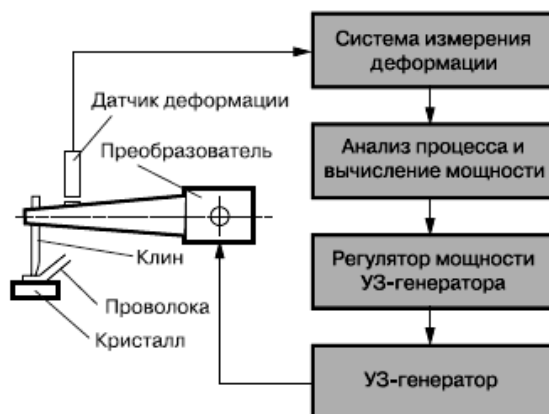 Система измерения
деформации
Датчик деформации
Преобразователь
Анализ процесса и
вычисление мощности
Клин
Проволока
Кристалл
Регулятор мощности
УЗ-генератора
УЗ-генератор